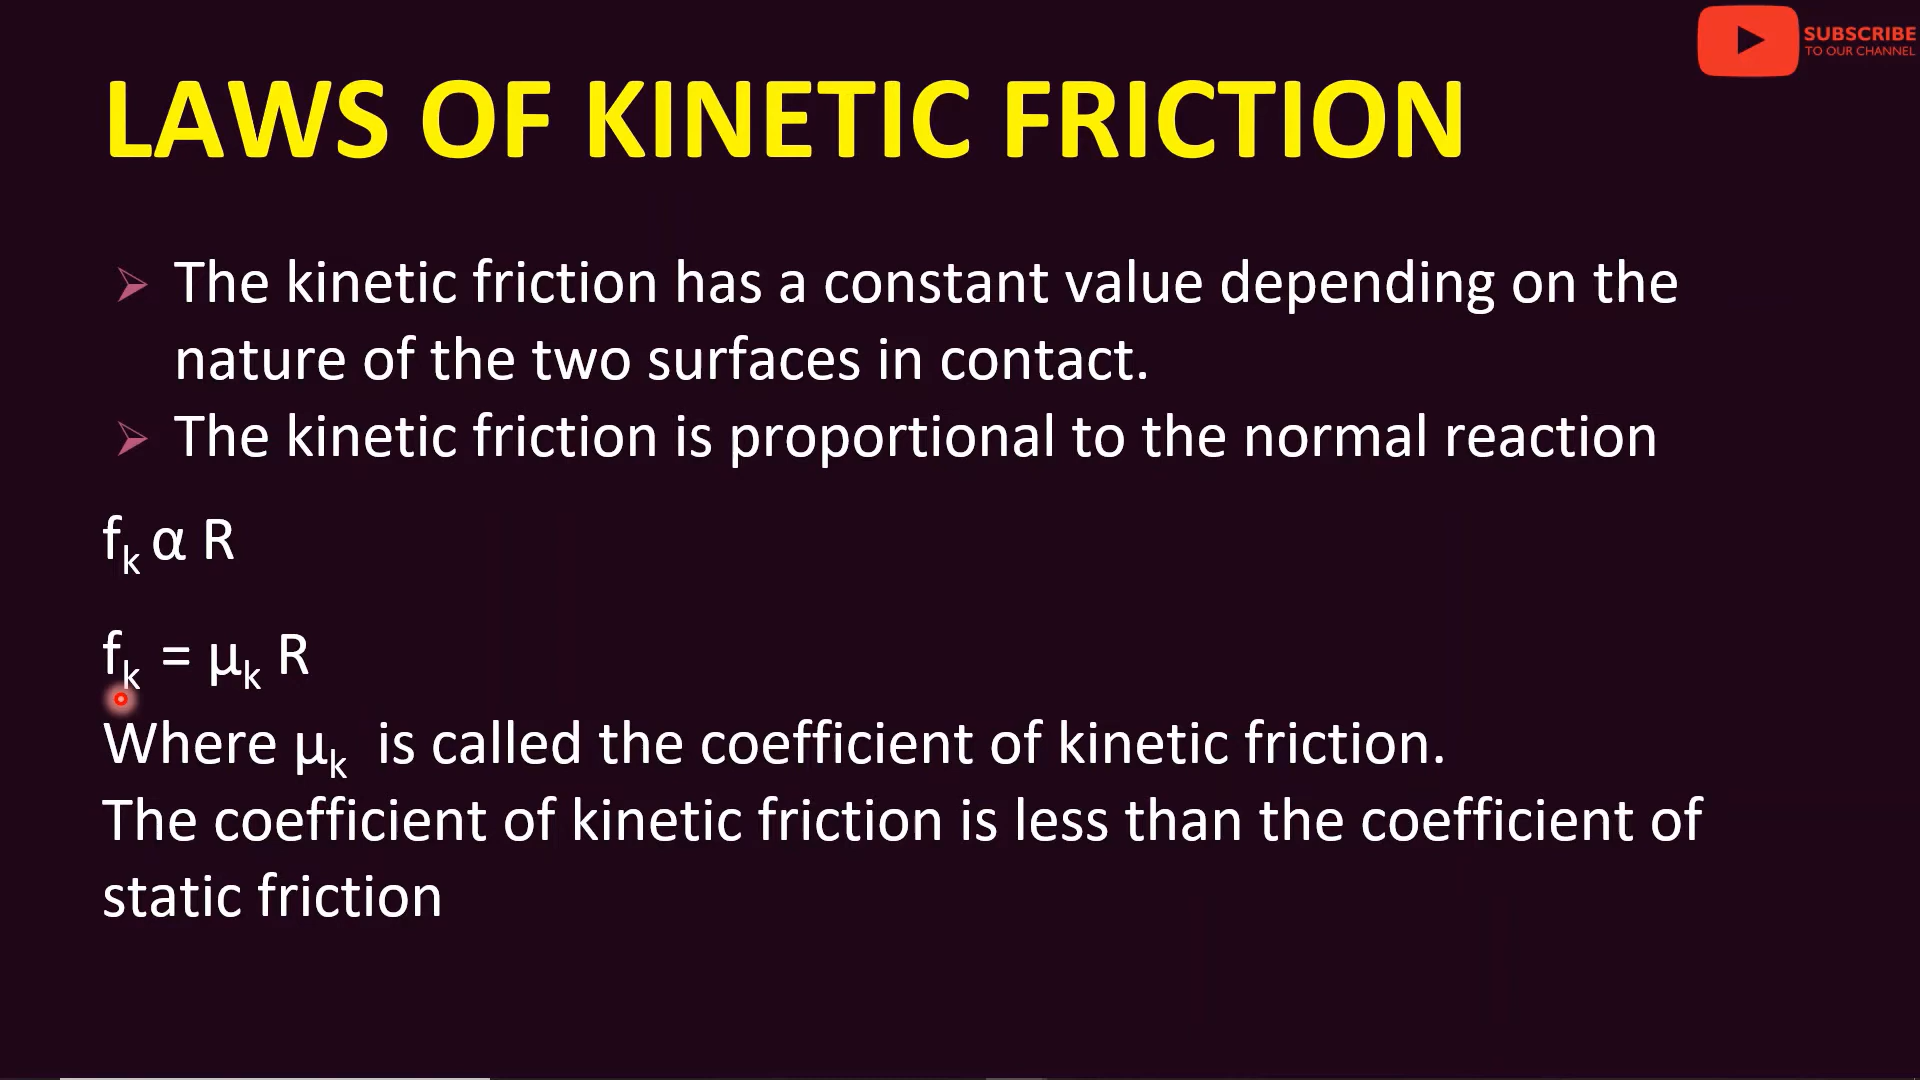 SUBSCRIBE
TO OUR CHANNEL
LAWS OF KINETIC FRICTION
➢ The kinetic friction has a constant value depending on the
nature of the two surfaces in contact.
➢ The kinetic friction is proportional to the normal reaction
fₖ α R
fₖ = μₖ R
Where μₖ is called the coefficient of kinetic friction.
The coefficient of kinetic friction is less than the coefficient of
static friction